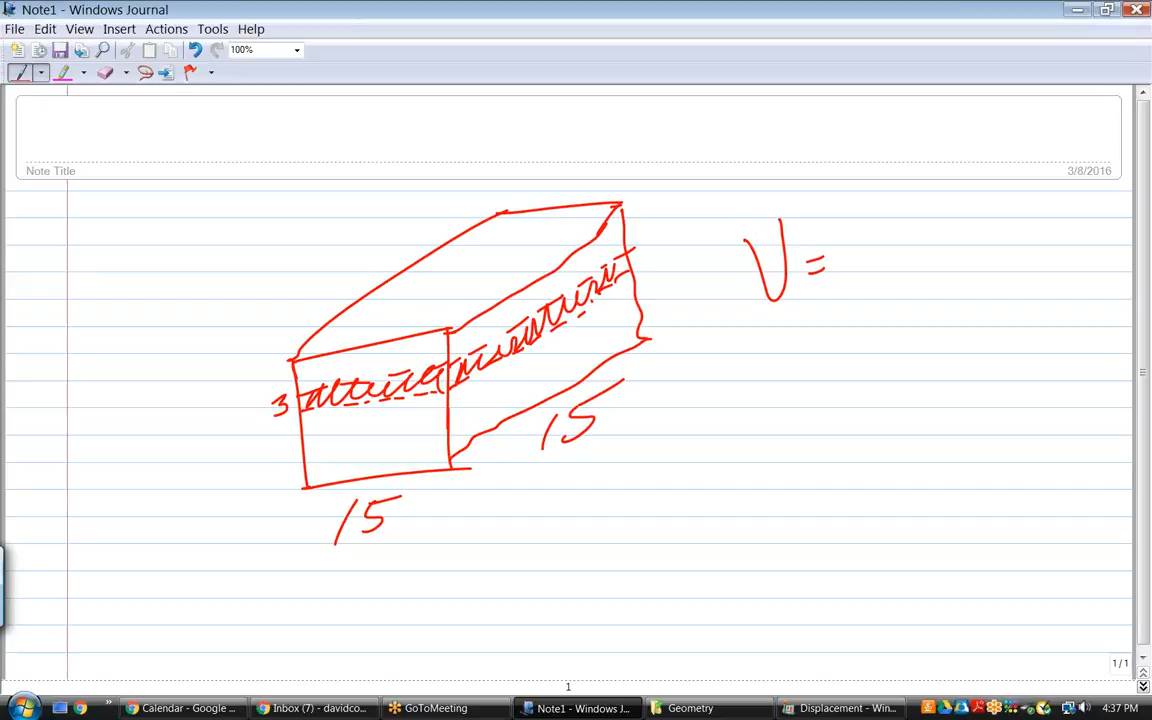 Note1 - Windows Journal
File Edit View Insert Actions Tools Help
100%
Note Title
3/8/2016
V =
3
15
15
1/1
1
Calendar - Google ...
Inbox (7) - davidco...
GoToMeeting
Note1 - Windows J...
Geometry
Displacement - Win...
4:37 PM